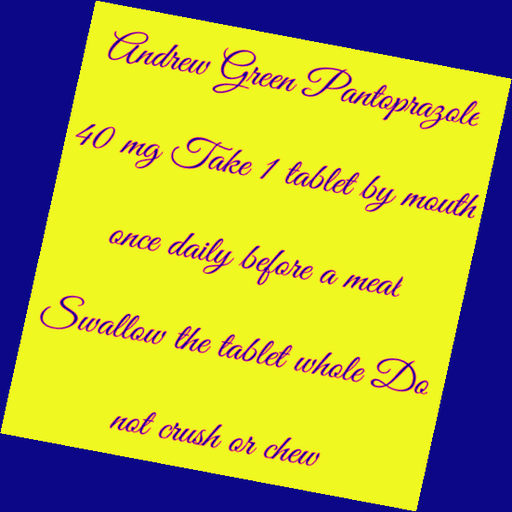 Andrew Green Pantoprazole
40 mg Take 1 tablet by mouth
once daily before a meal
Swallow the tablet whole Do
not crush or chew